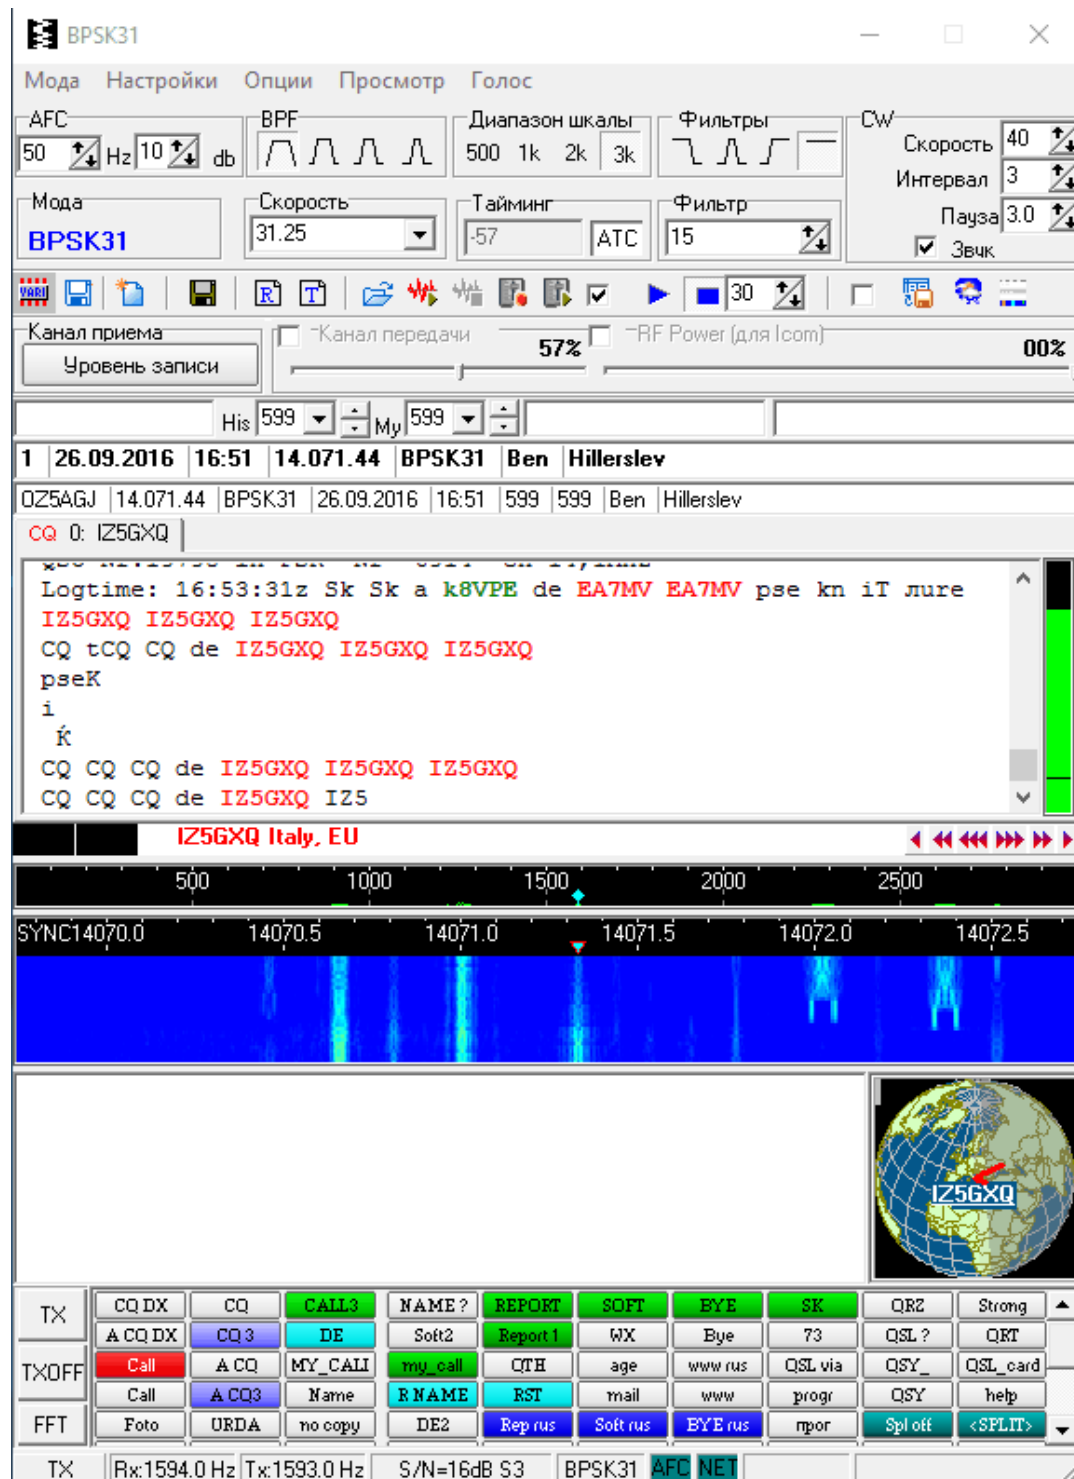 BPSK31
Мода Настройки Опции Просмотр Голос
AFC BPF Диапазон шкалы Фильтры CW
50 Hz 10 db 500 1k 2k 3k Скорость 40
Интервал 3
Мода Скорость Тайминг Фильтр Пауза 3.0
BPSK31 31.25 -57 ATC 15 Звук
VARI R T 30
Канал приема Канал передачи 57% RF Power (для Icom) 00%
Уровень записи
His 599 My 599
1 26.09.2016 16:51 14.071.44 BPSK31 Ben Hillerslev
OZ5AGJ 14.071.44 BPSK31 26.09.2016 16:51 599 599 Ben Hillerslev
CQ 0: IZ5GXQ
Logtime: 16:53:31z Sk Sk a k8VPE de EA7MV EA7MV pse kn iT лure
IZ5GXQ IZ5GXQ IZ5GXQ
CQ tCQ CQ de IZ5GXQ IZ5GXQ IZ5GXQ
pseK
i
Ќ
CQ CQ CQ de IZ5GXQ IZ5GXQ IZ5GXQ
CQ CQ CQ de IZ5GXQ IZ5
IZ5GXQ Italy, EU
500 1000 1500 2000 2500
SYNC14070.0 14070.5 14071.0 14071.5 14072.0 14072.5
IZ5GXQ
TX CQ DX CQ CALL3 NAME? REPORT SOFT BYE SK QRZ Strong
A CQ DX CQ 3 DE Soft2 Report1 WX Bye 73 QSL? QRT
TXOFF Call A CQ MY_CALL my_call QTH age www rus QSL via QSY_ QSL_card
Call A CQ3 Name R NAME RST mail www progr QSY help
FFT Foto URDA no copy DE2 Rep rus Soft rus BYE rus прог Spl off <SPLIT>
TX Rx:1594.0 Hz Tx:1593.0 Hz S/N=16dB S3 BPSK31 AFC NET